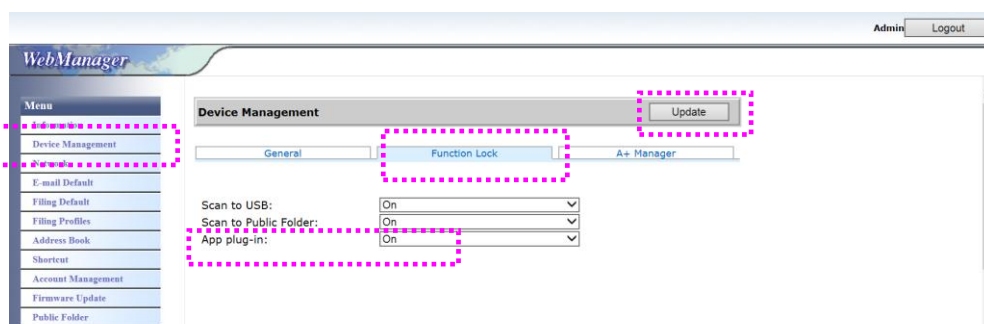 Admin Logout
WebManager
Menu
Information
Device Management
Network
E-mail Default
Filing Default
Filing Profiles
Address Book
Shortcut
Account Management
Firmware Update
Public Folder
Device Management
Update
General Function Lock A+ Manager
Scan to USB: On
Scan to Public Folder: On
App plug-in: On